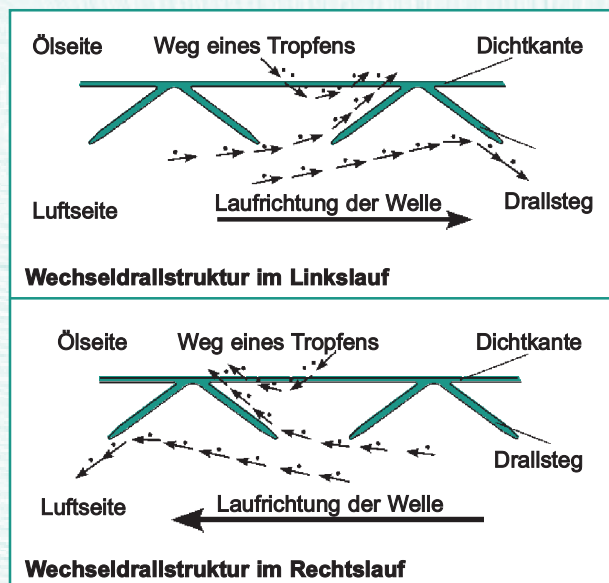 Ölseite Weg eines Tropfens Dichtkante
Luftseite Laufrichtung der Welle Drallsteg
Wechseldrallstruktur im Linkslauf
Ölseite Weg eines Tropfens Dichtkante
Drallsteg
Luftseite Laufrichtung der Welle
Wechseldrallstruktur im Rechtslauf